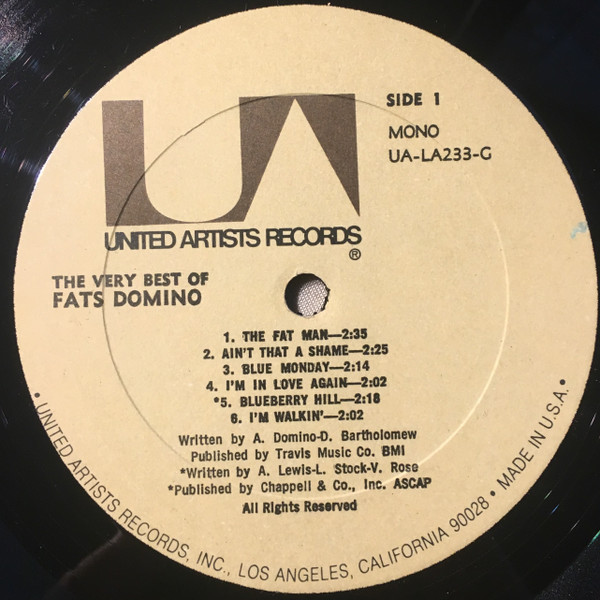 UA
SIDE 1
MONO
UA-LA233-G
UNITED ARTISTS RECORDS
®
THE VERY BEST OF
FATS DOMINO
1. THE FAT MAN—2:35
2. AIN'T THAT A SHAME—2:25
3. BLUE MONDAY—2:14
4. I'M IN LOVE AGAIN—2:02
*5. BLUEBERRY HILL—2:18
6. I'M WALKIN'—2:02
Written by A. Domino-D. Bartholomew
Published by Travis Music Co. BMI
*Written by A. Lewis-L. Stock-V. Rose
*Published by Chappell & Co., Inc. ASCAP
All Rights Reserved
• UNITED ARTISTS RECORDS, INC., LOS ANGELES, CALIFORNIA 90028 • MADE IN U.S.A. •